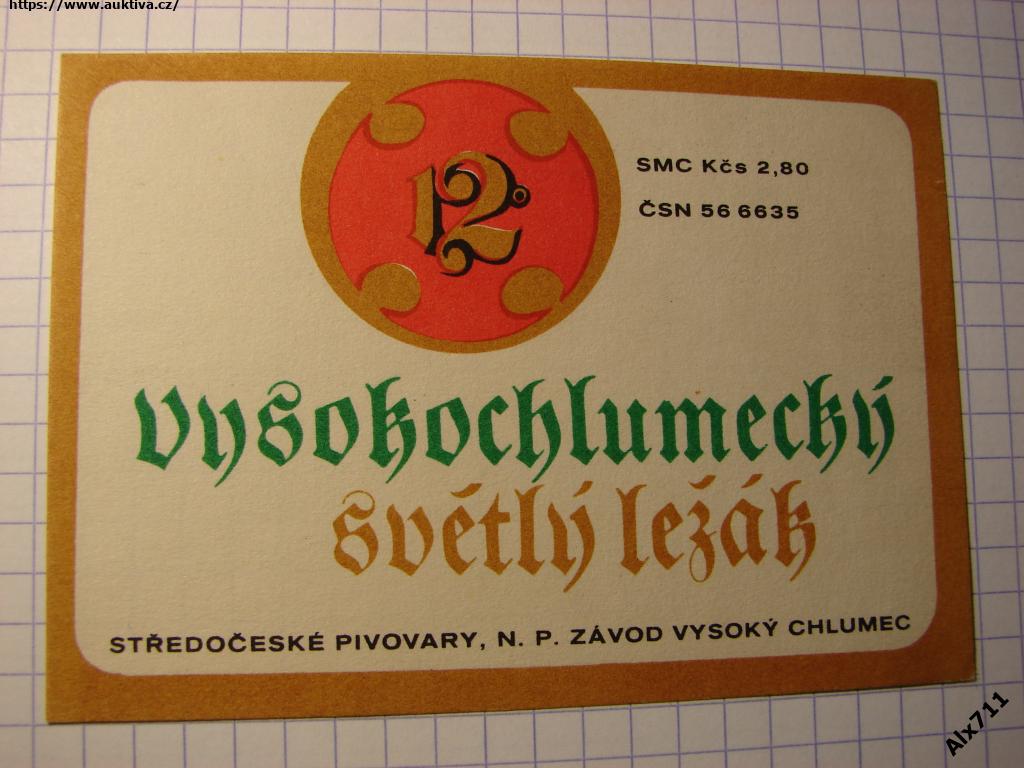 https://www.auktiva.cz/
12°
SMC Kčs 2,80
ČSN 56 6635
Vysokochlumecký
světlý ležák
STŘEDOČESKÉ PIVOVARY, N. P. ZÁVOD VYSOKÝ CHLUMEC
Alx711